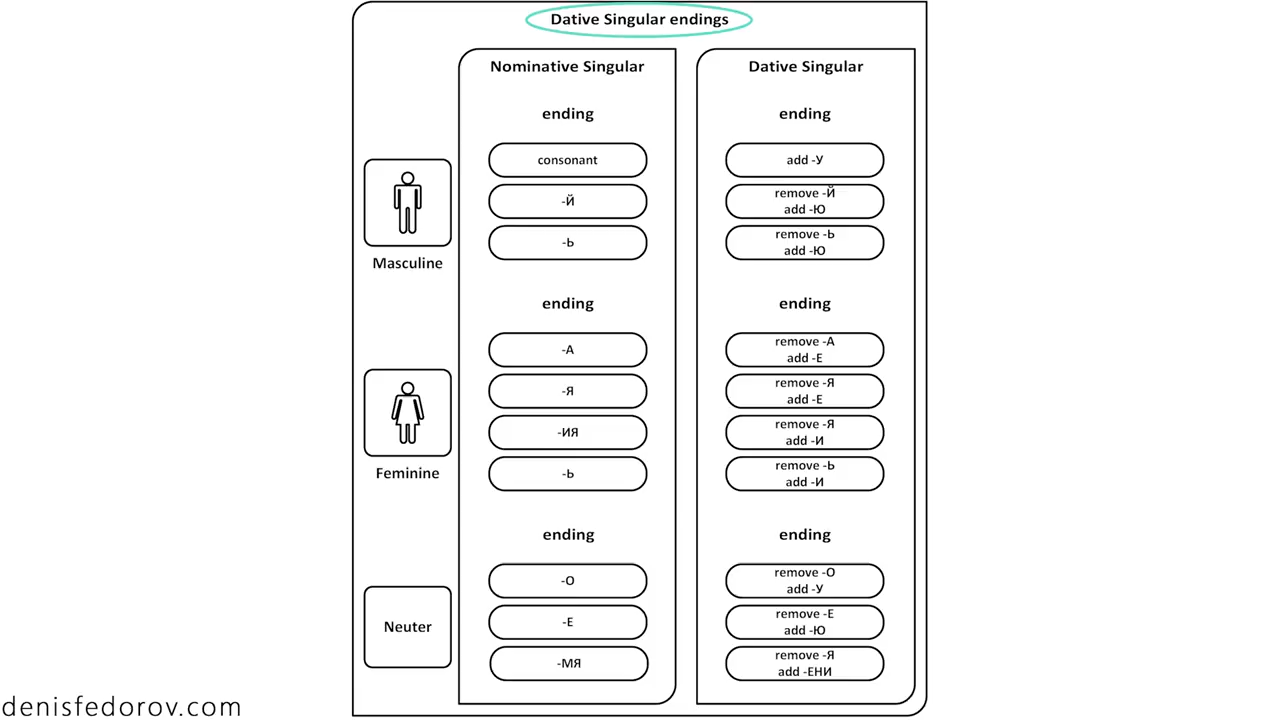 Dative Singular endings
Nominative Singular
Dative Singular
ending
ending
consonant
add -У
-Й
remove -Й
add -Ю
-Ь
remove -Ь
add -Ю
Masculine
ending
ending
-А
remove -А
add -Е
-Я
remove -Я
add -Е
-ИЯ
remove -Я
add -И
-Ь
remove -Ь
add -И
Feminine
ending
ending
-О
remove -О
add -У
-Е
remove -Е
add -Ю
Neuter
-МЯ
remove -Я
add -ЕНИ
denisfedorov.com